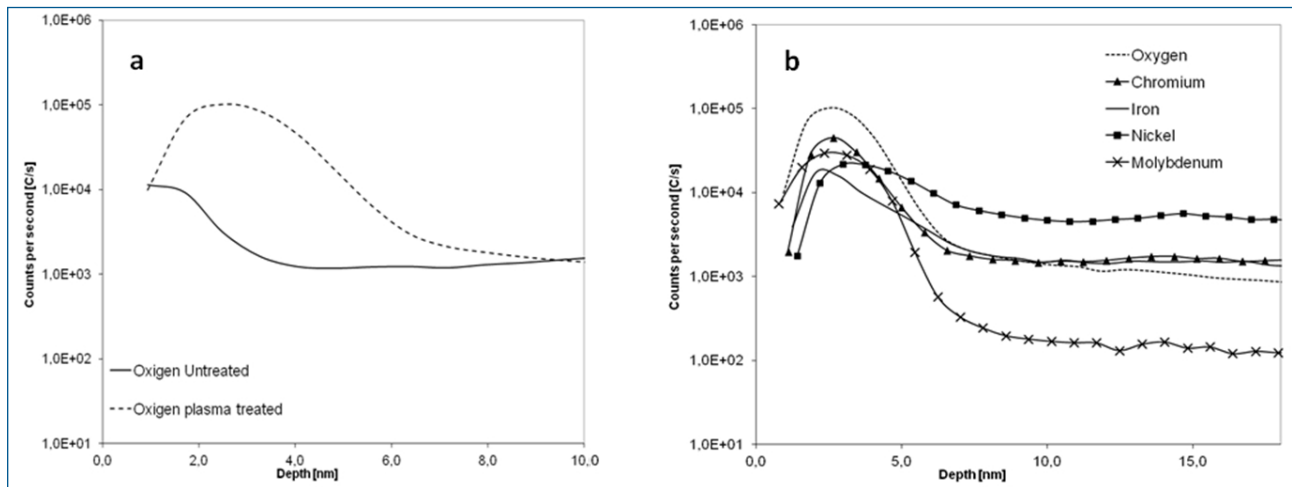 a
1,0E+06
1,0E+05
1,0E+04
1,0E+03
1,0E+02
1,0E+01
Counts per second [C/s]
Oxigen Untreated
Oxigen plasma treated
0,0 2,0 4,0 6,0 8,0 10,0
Depth [nm]
b
1,0E+06
1,0E+05
1,0E+04
1,0E+03
1,0E+02
1,0E+01
Counts per second [C/s]
Oxygen
Chromium
Iron
Nickel
Molybdenum
0,0 5,0 10,0 15,0
Depth [nm]